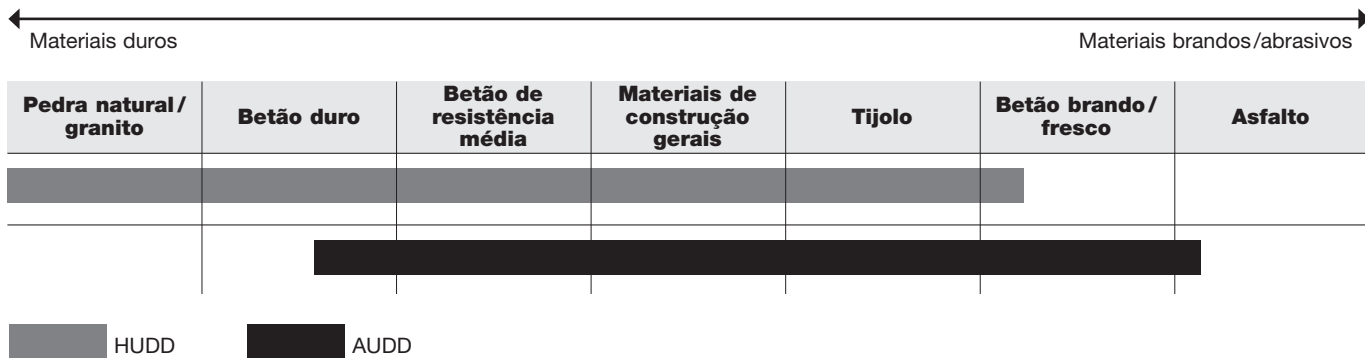 Materiais duros
Materiais brandos/abrasivos
Pedra natural/
granito
Betão duro
Betão de
resistência
média
Materiais de
construção
gerais
Tijolo
Betão brando/
fresco
Asfalto
HUDD
AUDD